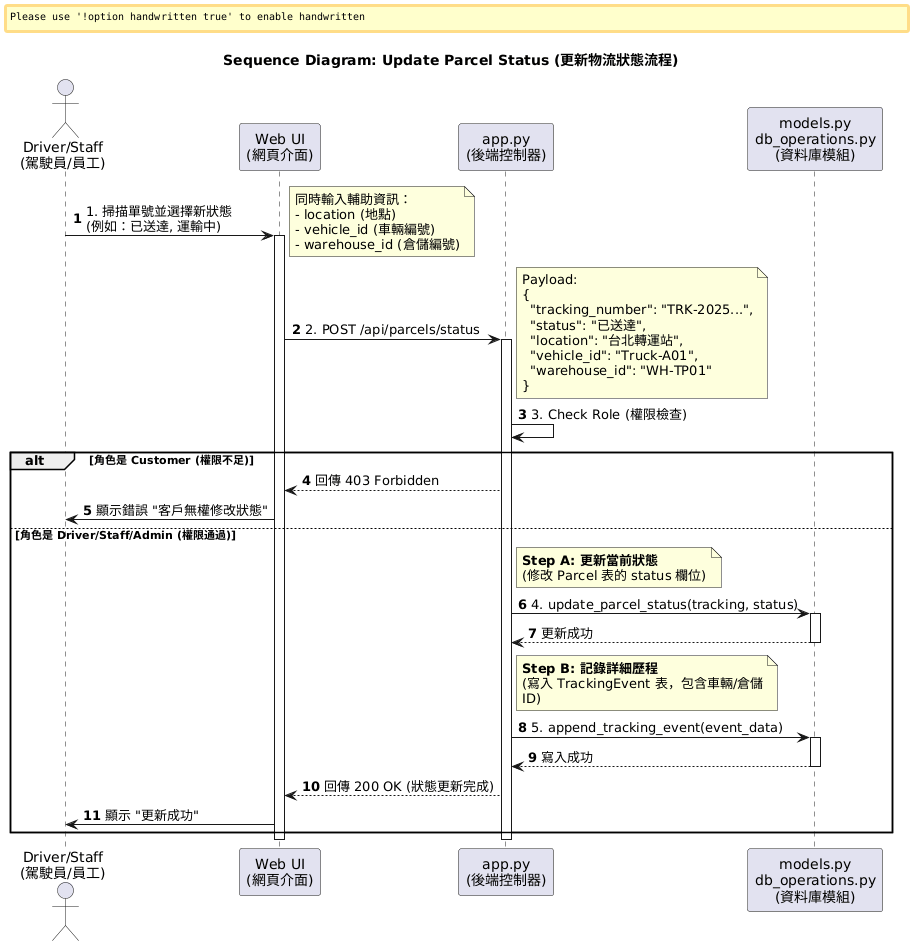 Please use '!option handwritten true' to enable handwritten
Sequence Diagram: Update Parcel Status (更新物流狀態流程)
Driver/Staff
(駕駛員/員工)
Web UI
(網頁介面)
app.py
(後端控制器)
models.py
db_operations.py
(資料庫模組)
1 1. 掃描單號並選擇新狀態
(例如：已送達, 運輸中)
同時輸入輔助資訊：
- location (地點)
- vehicle_id (車輛編號)
- warehouse_id (倉儲編號)
2 2. POST /api/parcels/status
Payload:
{
"tracking_number": "TRK-2025...",
"status": "已送達",
"location": "台北轉運站",
"vehicle_id": "Truck-A01",
"warehouse_id": "WH-TP01"
}
3 3. Check Role (權限檢查)
alt [角色是 Customer (權限不足)]
4 回傳 403 Forbidden
5 顯示錯誤 "客戶無權修改狀態"
[角色是 Driver/Staff/Admin (權限通過)]
Step A: 更新當前狀態
(修改 Parcel 表的 status 欄位)
6 4. update_parcel_status(tracking, status)
7 更新成功
Step B: 記錄詳細歷程
(寫入 TrackingEvent 表，包含車輛/倉儲
ID)
8 5. append_tracking_event(event_data)
9 寫入成功
10 回傳 200 OK (狀態更新完成)
11 顯示 "更新成功"
Driver/Staff
(駕駛員/員工)
Web UI
(網頁介面)
app.py
(後端控制器)
models.py
db_operations.py
(資料庫模組)